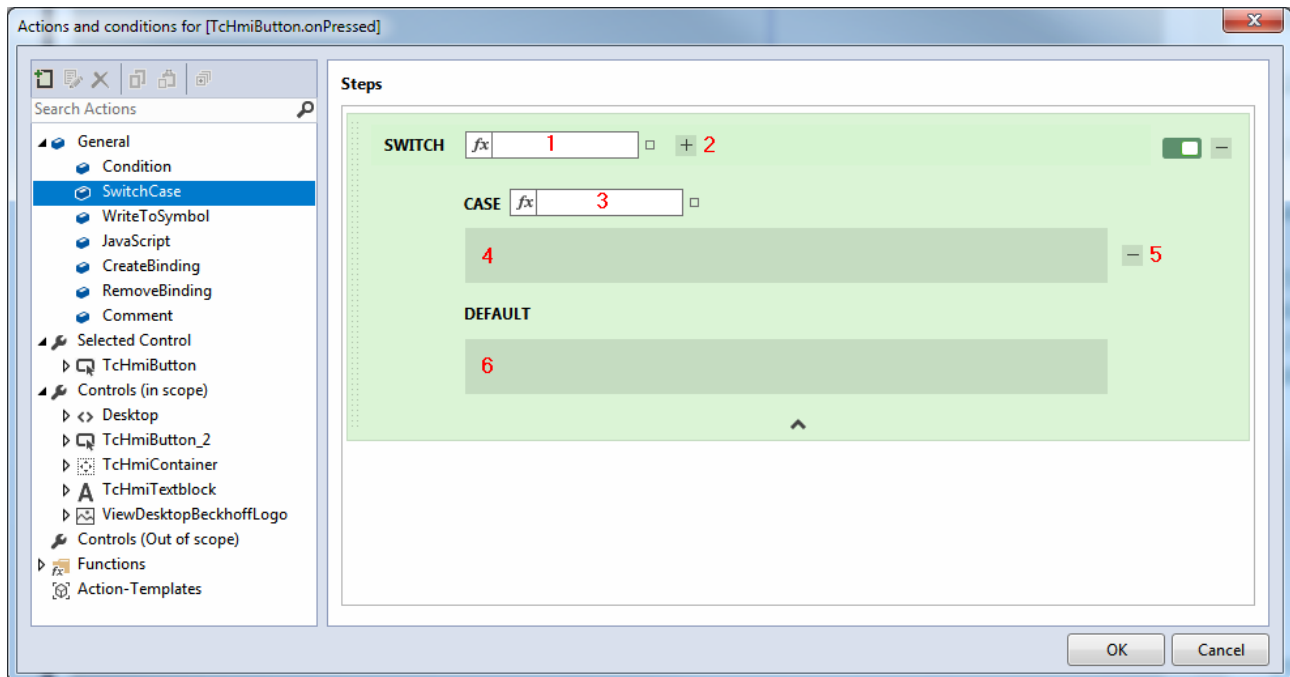 Actions and conditions for [TcHmiButton.onPressed]
Search Actions
General
Condition
SwitchCase
WriteToSymbol
JavaScript
CreateBinding
RemoveBinding
Comment
Selected Control
TcHmiButton
Controls (in scope)
Desktop
TcHmiButton_2
TcHmiContainer
TcHmiTextblock
ViewDesktopBeckhoffLogo
Controls (Out of scope)
Functions
Action-Templates
Steps
SWITCH fx 1 + 2
CASE fx 3
4
5
DEFAULT
6
OK Cancel